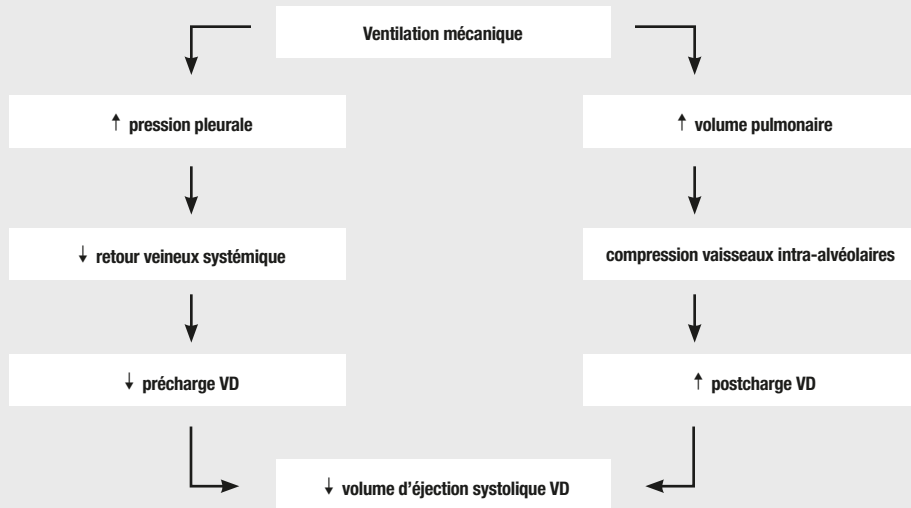 Ventilation mécanique
↑ pression pleurale
↑ volume pulmonaire
↓ retour veineux systémique
compression vaisseaux intra-alvéolaires
↓ précharge VD
↑ postcharge VD
↓ volume d'éjection systolique VD